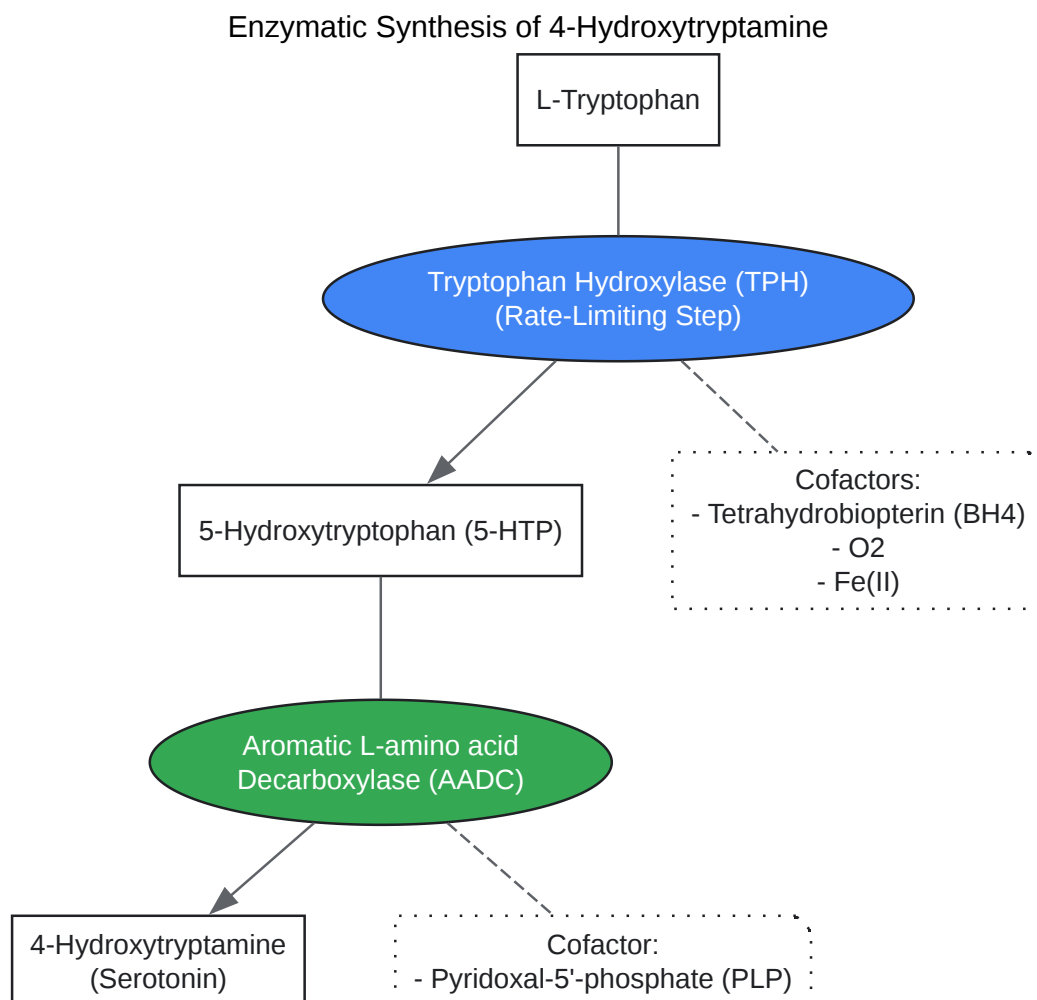 Enzymatic Synthesis of 4-Hydroxytryptamine
L-Tryptophan
Tryptophan Hydroxylase (TPH)
(Rate-Limiting Step)
Cofactors:
- Tetrahydrobiopterin (BH4)
- O2
- Fe(II)
5-Hydroxytryptophan (5-HTP)
Aromatic L-amino acid
Decarboxylase (AADC)
4-Hydroxytryptamine
(Serotonin)
Cofactor:
- Pyridoxal-5'-phosphate (PLP)